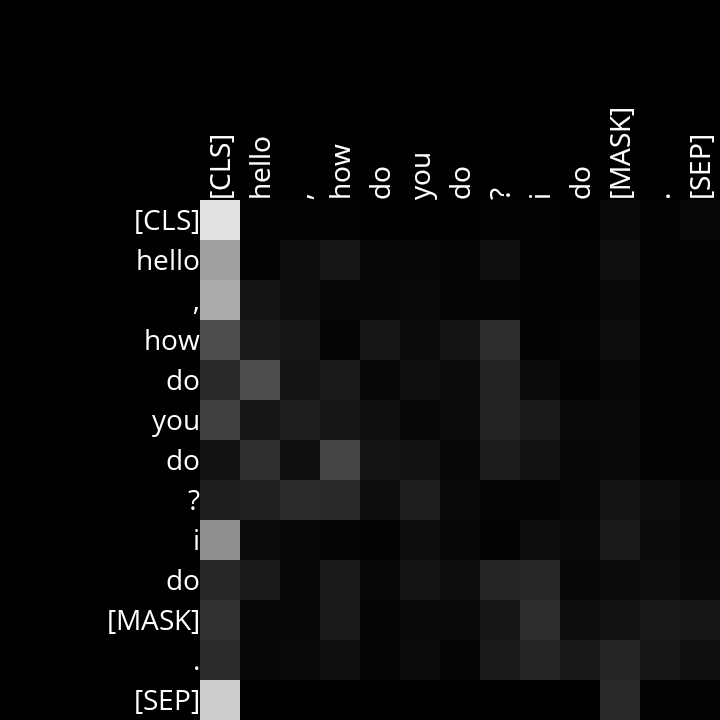 [CLS] hello , how do you do ? i do [MASK] . [SEP]
[CLS]
hello
,
how
do
you
do
?
i
do
[MASK]
.
[SEP]